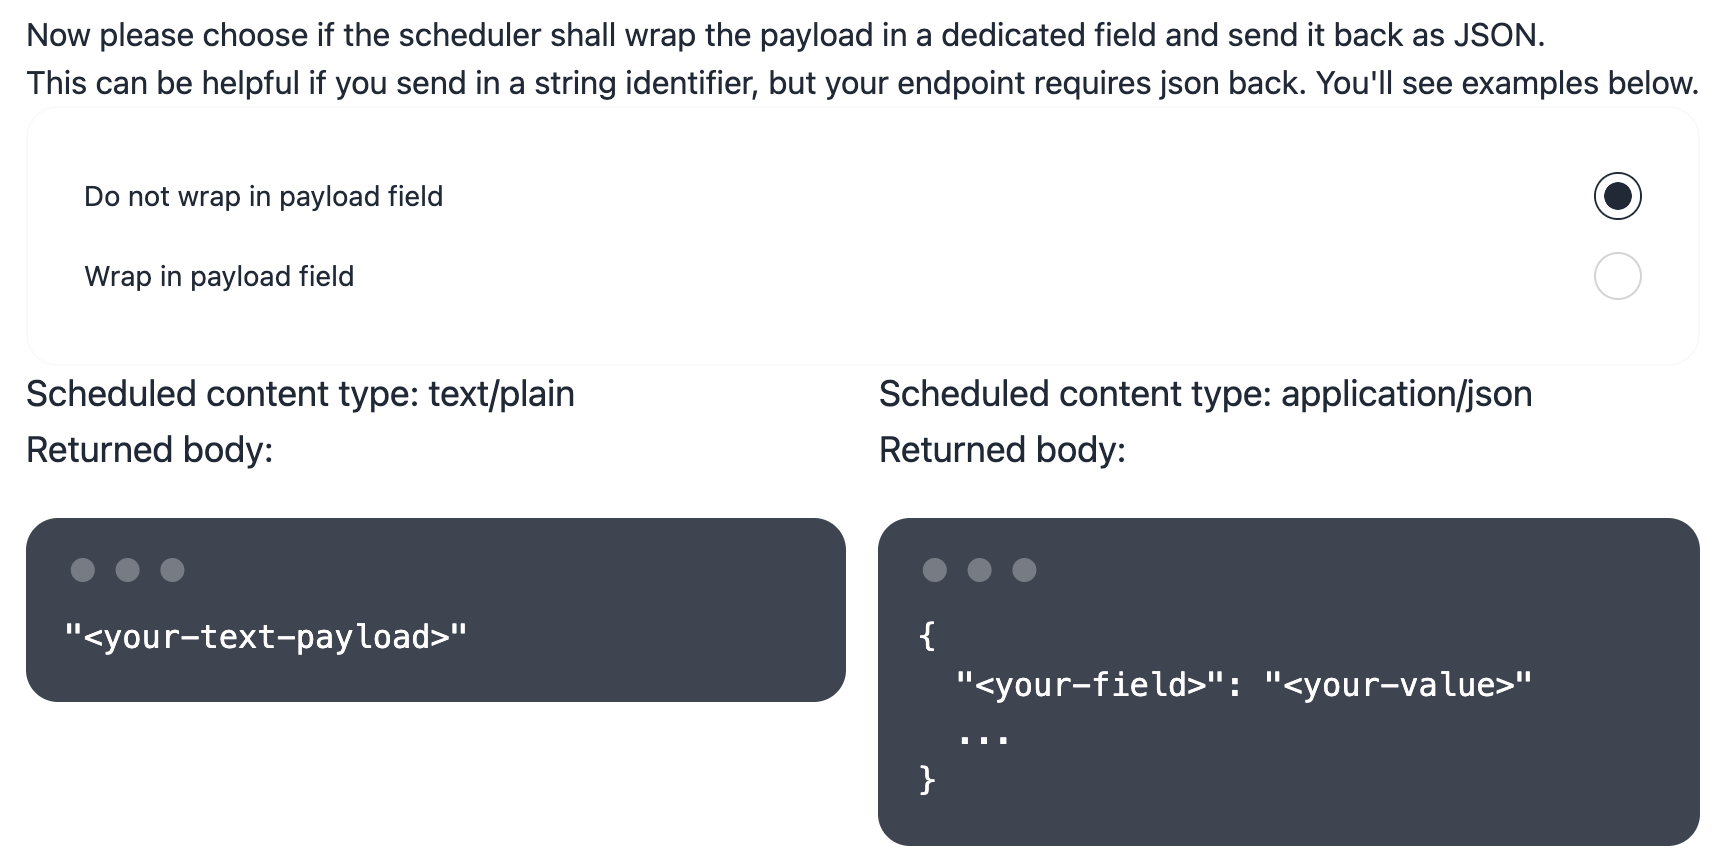 Now please choose if the scheduler shall wrap the payload in a dedicated field and send it back as JSON.
This can be helpful if you send in a string identifier, but your endpoint requires json back. You'll see examples below.
Do not wrap in payload field
Wrap in payload field
Scheduled content type: text/plain
Returned body:
"<your-text-payload>"
Scheduled content type: application/json
Returned body:
{
  "<your-field>": "<your-value>"
  ...
}